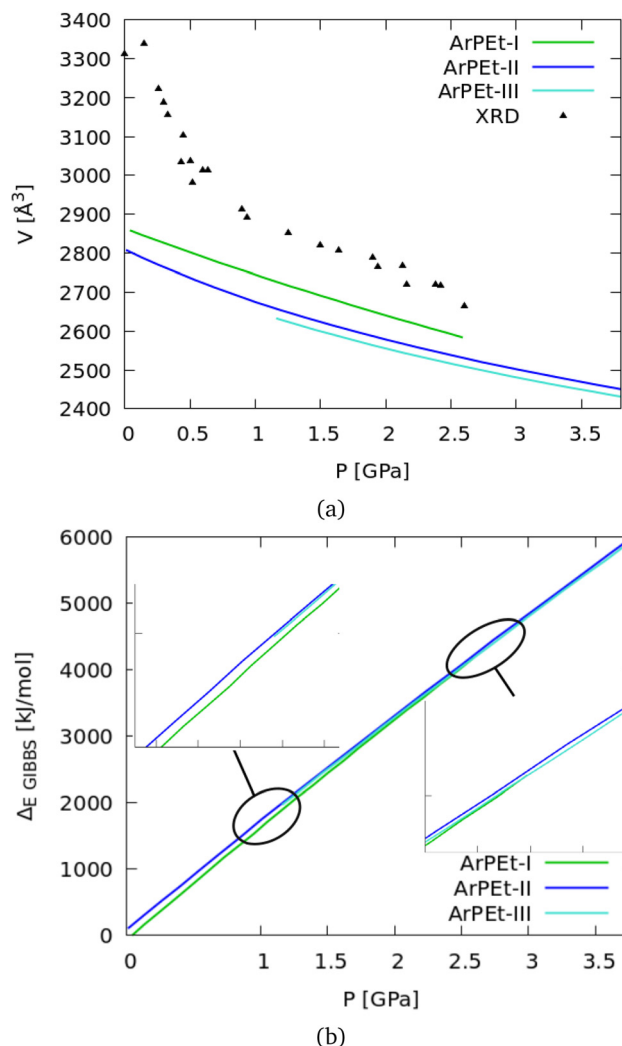 3400
3300
3200
3100
3000
2900
2800
2700
2600
2500
2400
V [Å³]
ArPEt-I
ArPEt-II
ArPEt-III
XRD
0 0.5 1 1.5 2 2.5 3 3.5
P [GPa]
(a)
6000
5000
4000
3000
2000
1000
0
Δ_E GIBBS [kJ/mol]
ArPEt-I
ArPEt-II
ArPEt-III
1 1.5 2 2.5 3 3.5
P [GPa]
(b)